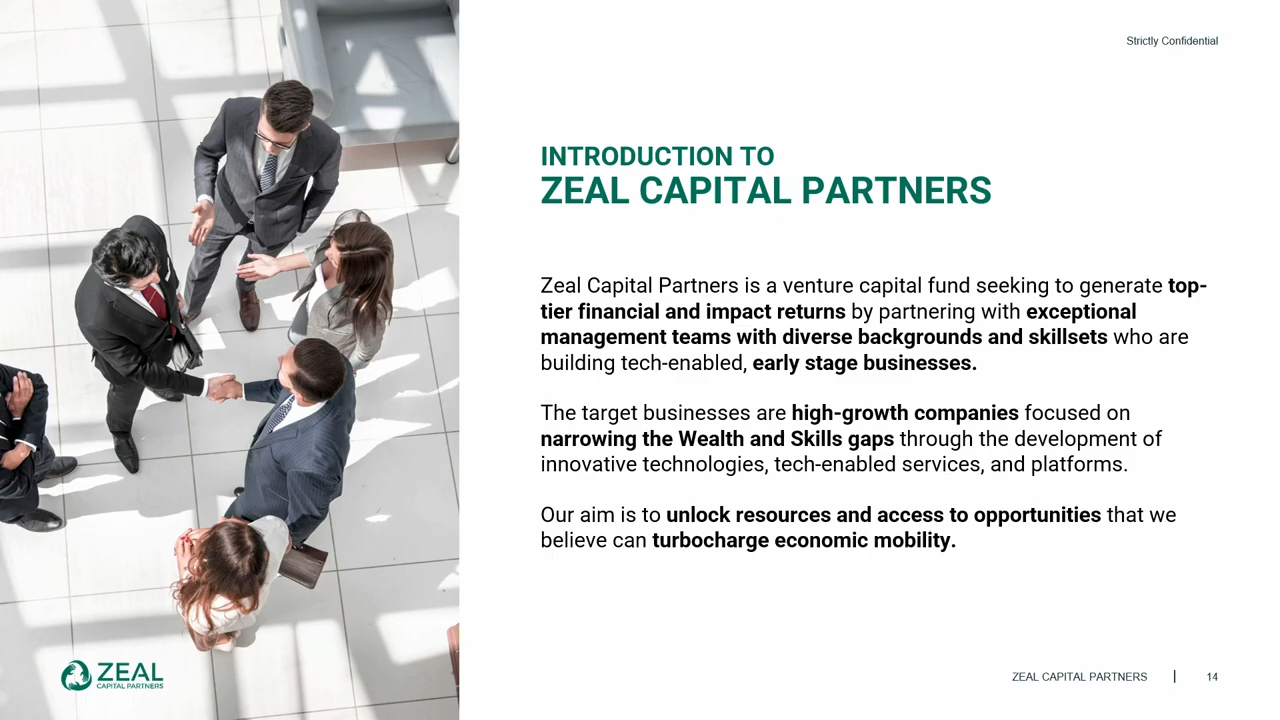 Strictly Confidential
INTRODUCTION TO
ZEAL CAPITAL PARTNERS
Zeal Capital Partners is a venture capital fund seeking to generate top-
tier financial and impact returns by partnering with exceptional
management teams with diverse backgrounds and skillsets who are
building tech-enabled, early stage businesses.
The target businesses are high-growth companies focused on
narrowing the Wealth and Skills gaps through the development of
innovative technologies, tech-enabled services, and platforms.
Our aim is to unlock resources and access to opportunities that we
believe can turbocharge economic mobility.
ZEAL
CAPITAL PARTNERS
ZEAL CAPITAL PARTNERS | 14